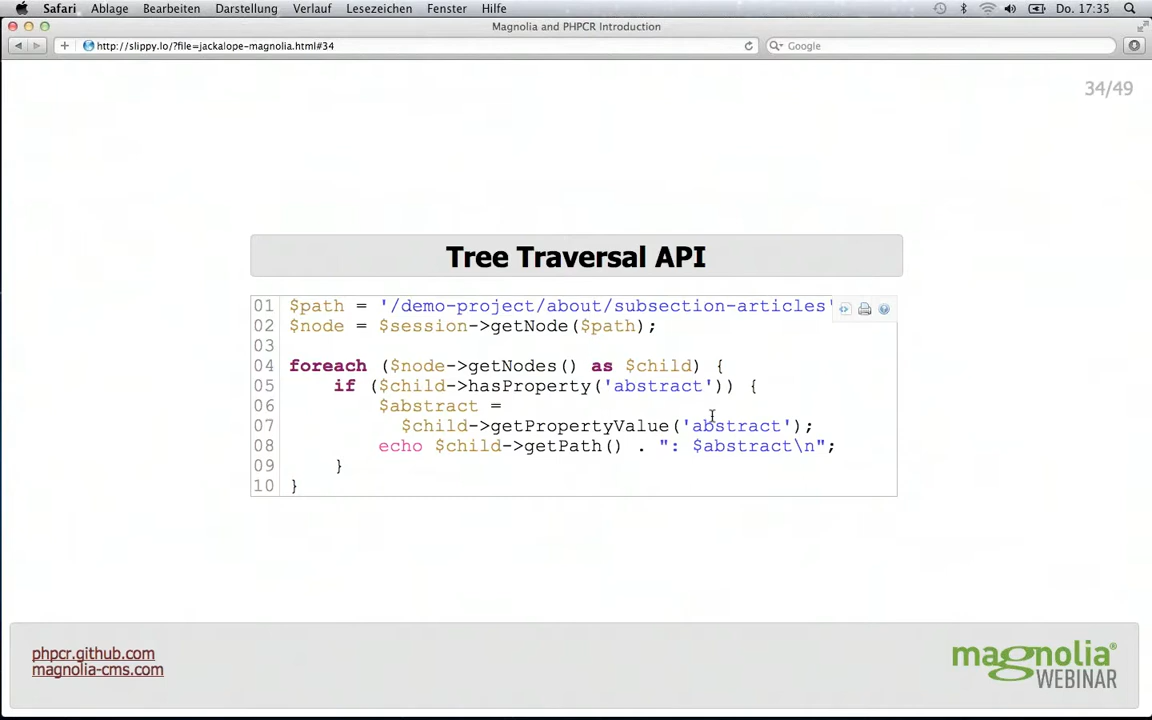 Safari Ablage Bearbeiten Darstellung Verlauf Lesezeichen Fenster Hilfe Do. 17:35
Magnolia and PHPCR Introduction
http://slippy.lo/?file=jackalope-magnolia.html#34 Google
34/49
Tree Traversal API
01 $path = '/demo-project/about/subsection-articles'
02 $node = $session->getNode($path);
03
04 foreach ($node->getNodes() as $child) {
05 if ($child->hasProperty('abstract')) {
06 $abstract =
07 $child->getPropertyValue('abstract');
08 echo $child->getPath() . ": $abstract\n";
09 }
10 }
phpcr.github.com
magnolia-cms.com
magnolia®
WEBINAR